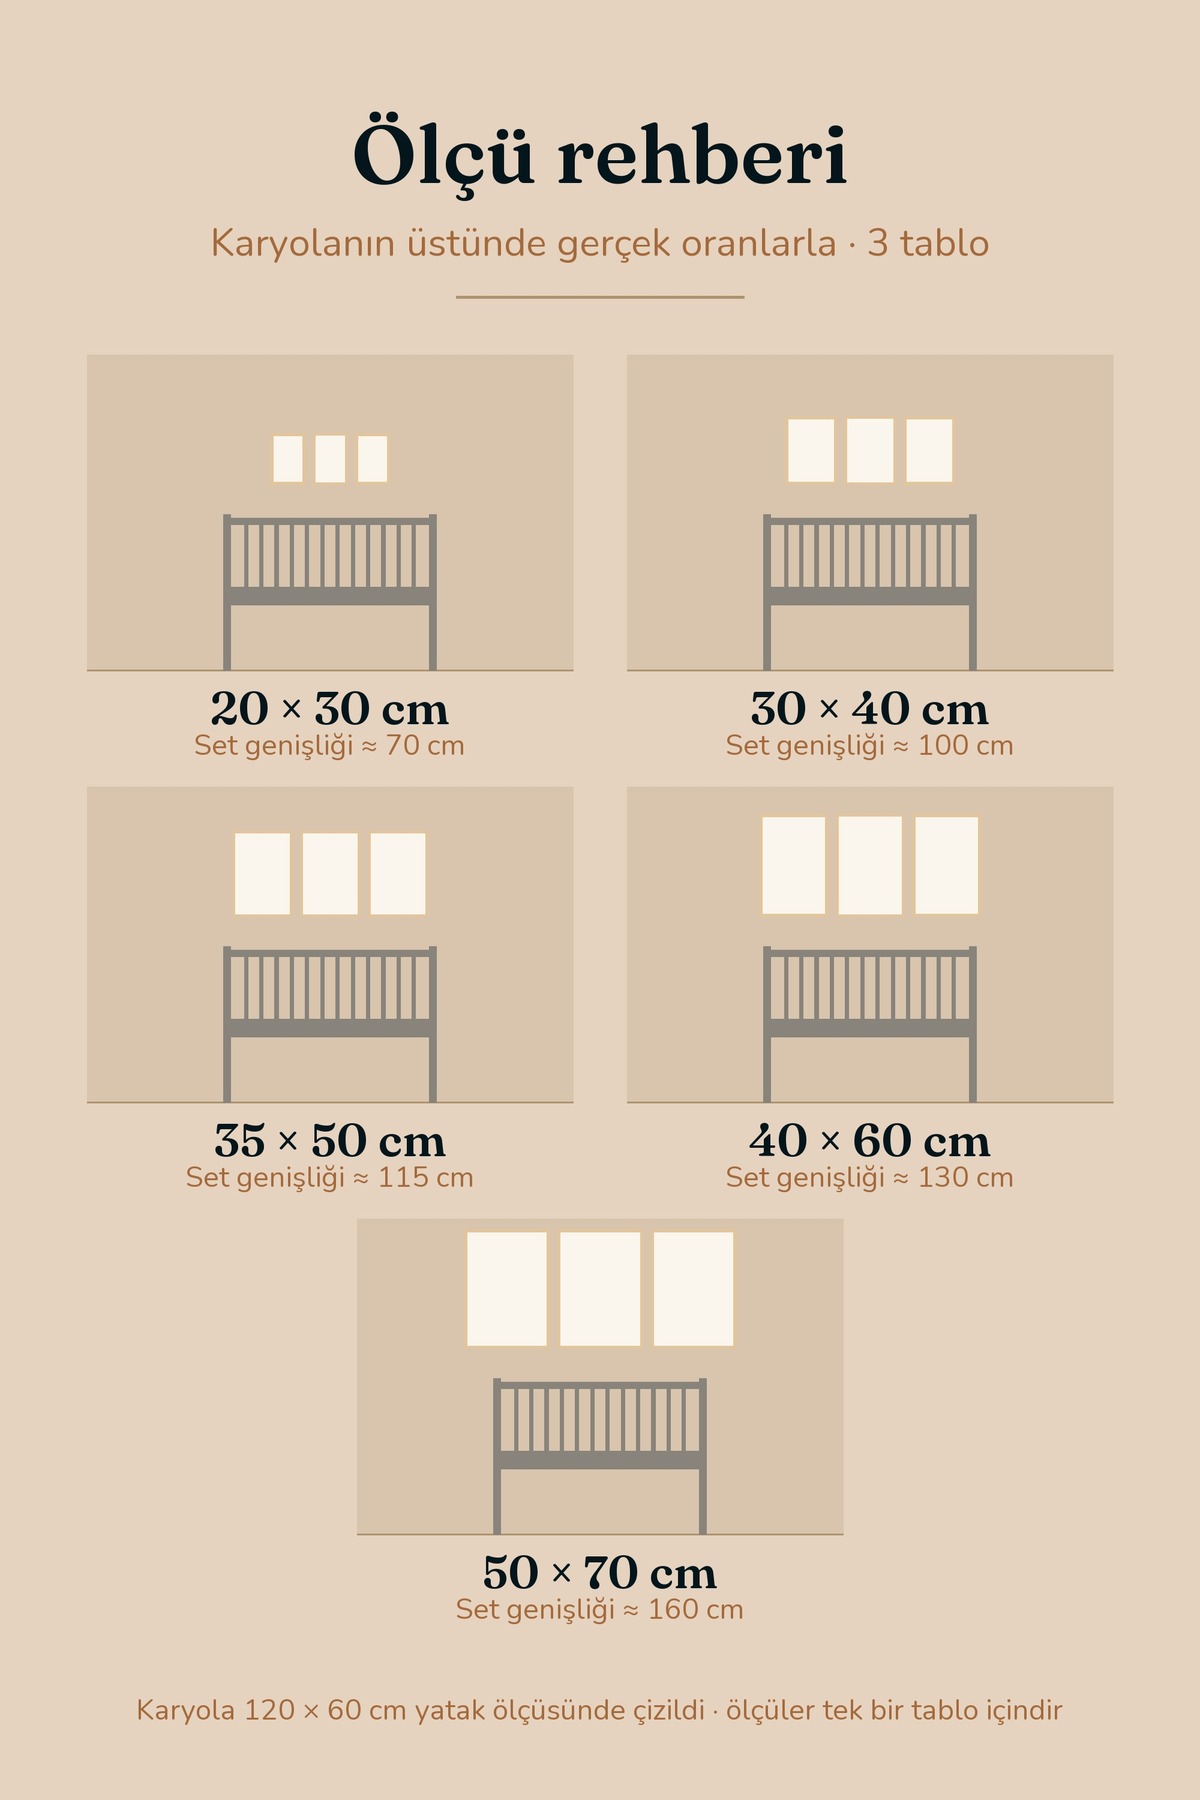 Ölçü rehberi
Karyolanın üstünde gerçek oranlarla · 3 tablo
20 × 30 cm
Set genişliği ≈ 70 cm
30 × 40 cm
Set genişliği ≈ 100 cm
35 × 50 cm
Set genişliği ≈ 115 cm
40 × 60 cm
Set genişliği ≈ 130 cm
50 × 70 cm
Set genişliği ≈ 160 cm
Karyola 120 × 60 cm yatak ölçüsünde çizildi · ölçüler tek bir tablo içindir